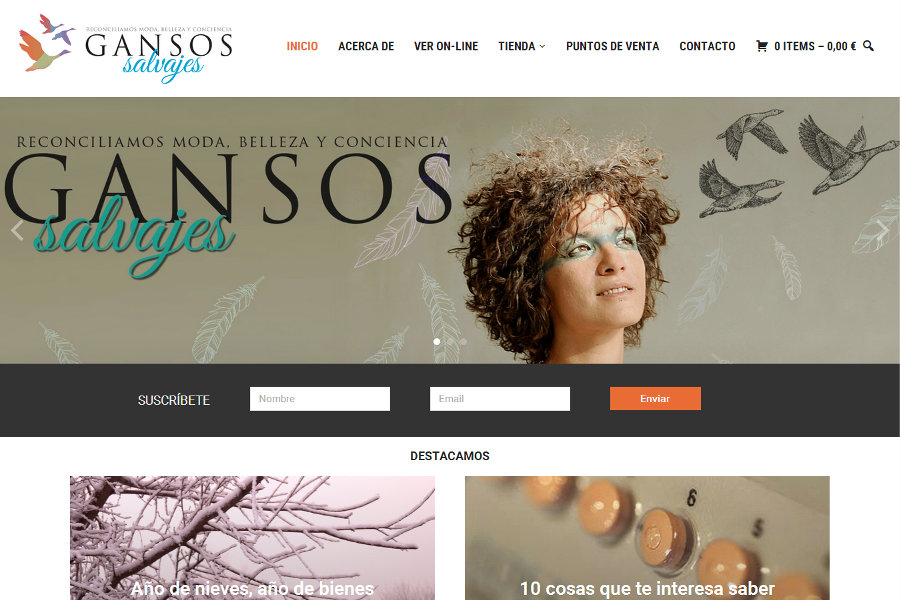 RECONCILIAMOS MODA, BELLEZA Y CONCIENCIA
GANSOS
salvajes
INICIO ACERCA DE VER ON-LINE TIENDA PUNTOS DE VENTA CONTACTO 0 ITEMS – 0,00 €
RECONCILIAMOS MODA, BELLEZA Y CONCIENCIA
GANSOS
salvajes
SUSCRÍBETE Nombre Email Enviar
DESTACAMOS
6
5
Año de nieves, año de bienes
10 cosas que te interesa saber